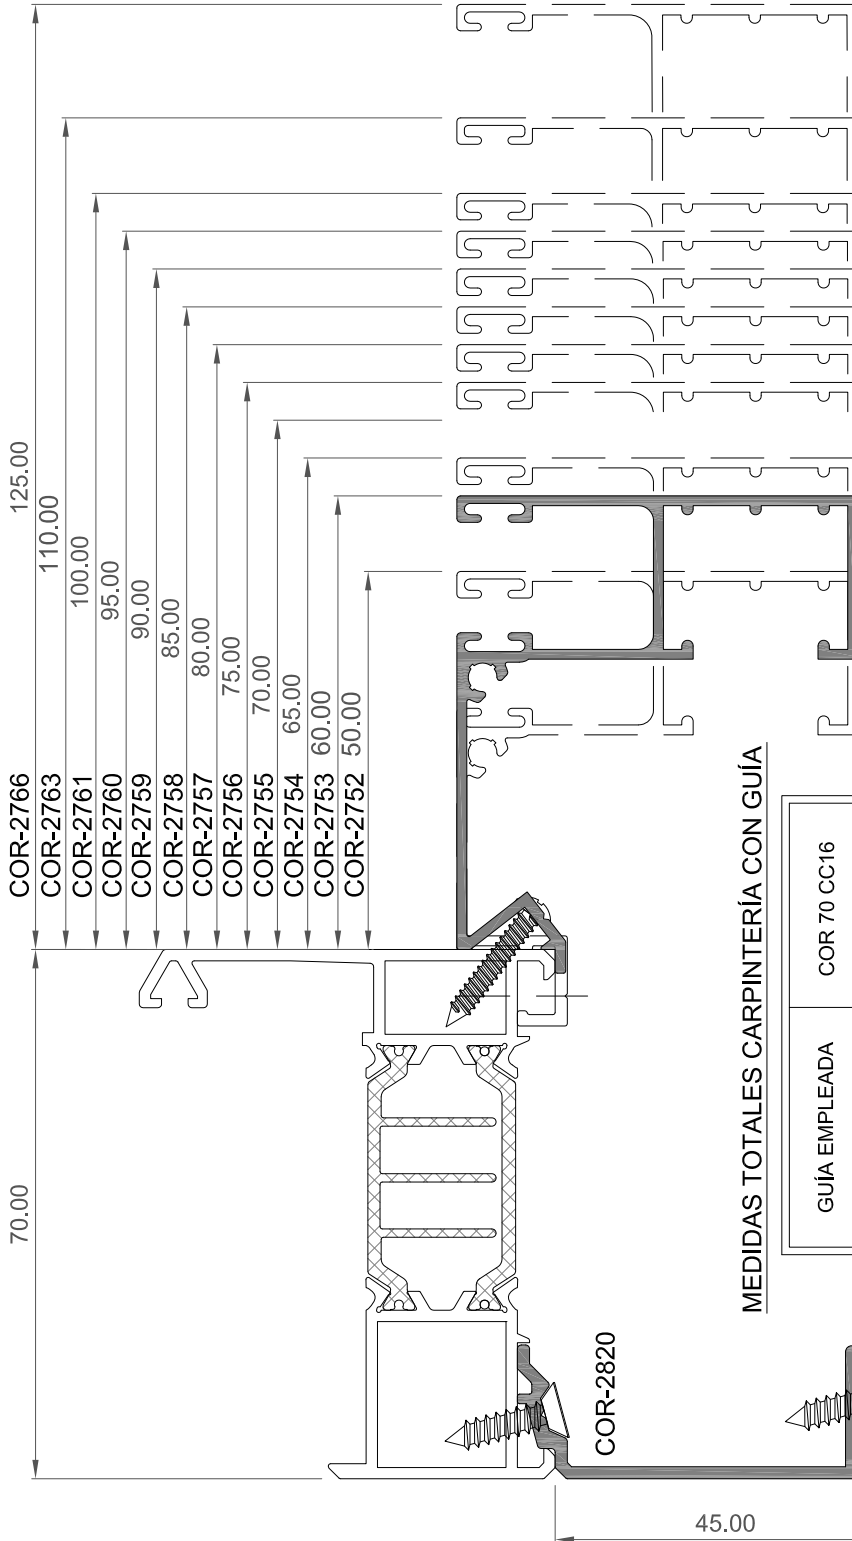 125.00
110.00
100.00
95.00
90.00
85.00
80.00
75.00
70.00
65.00
60.00
50.00
COR-2766
COR-2763
COR-2761
COR-2760
COR-2759
COR-2758
COR-2757
COR-2756
COR-2755
COR-2754
COR-2753
COR-2752
70.00
MEDIDAS TOTALES CARPINTERÍA CON GUÍA
GUÍA EMPLEADA
COR 70 CC16
COR-2820
45.00